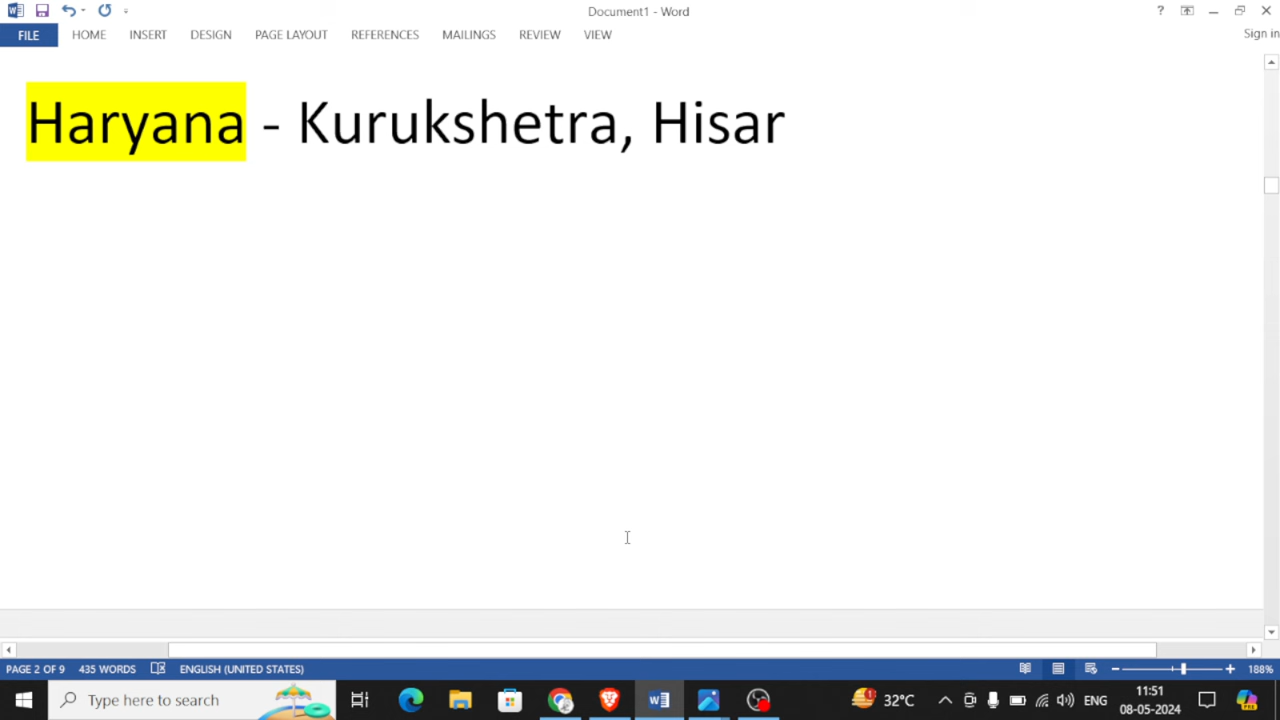 Document1 - Word
?
FILE HOME INSERT DESIGN PAGE LAYOUT REFERENCES MAILINGS REVIEW VIEW
Sign in
Haryana - Kurukshetra, Hisar
PAGE 2 OF 9 435 WORDS ENGLISH (UNITED STATES) 188%
Type here to search
1 32°C ENG
11:51
08-05-2024
PRE